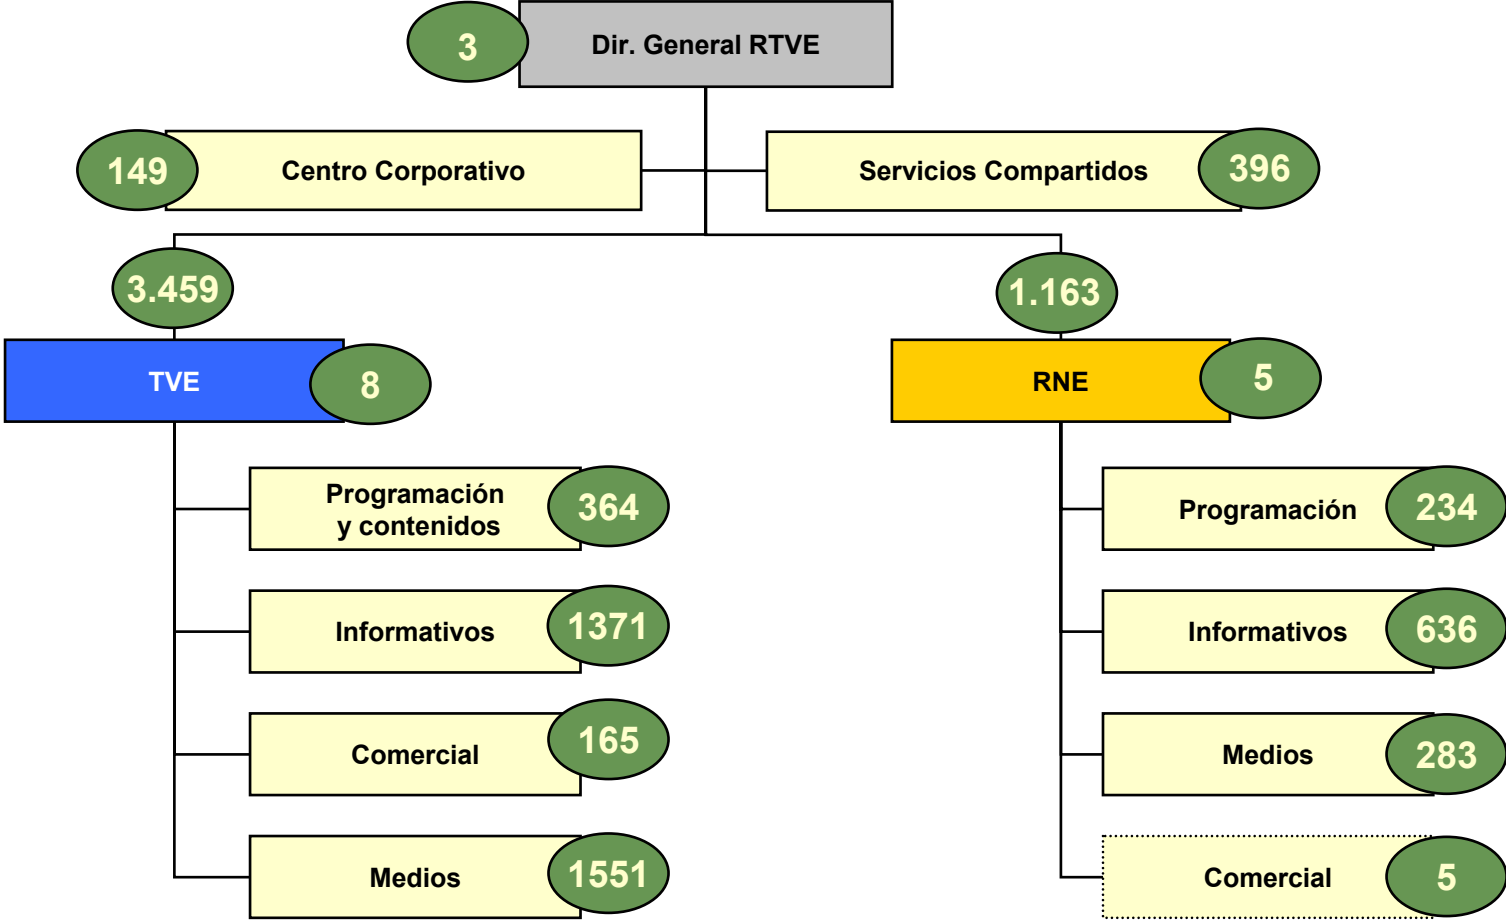 3
Dir. General RTVE
149
Centro Corporativo
Servicios Compartidos
396
3.459
1.163
TVE
8
RNE
5
Programación
y contenidos
364
Informativos
1371
Comercial
165
Medios
1551
Programación
234
Informativos
636
Medios
283
Comercial
5